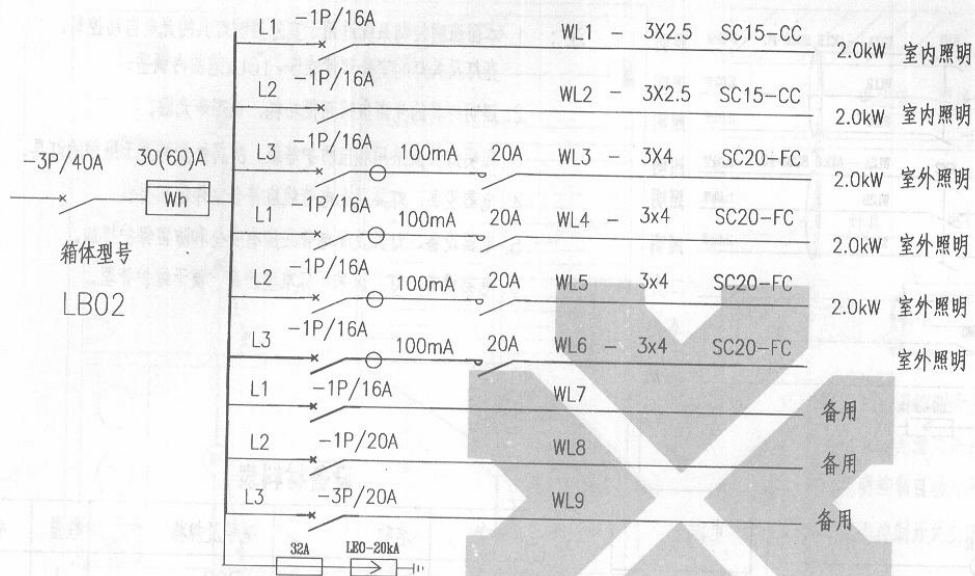 L1 -1P/16A WL1 - 3X2.5 SC15-CC 2.0kW 室内照明
L2 -1P/16A WL2 - 3X2.5 SC15-CC 2.0kW 室内照明
L3 -1P/16A 100mA 20A WL3 - 3X4 SC20-FC 2.0kW 室外照明
-3P/40A 30(60)A
Wh
L1 -1P/16A 100mA 20A WL4 - 3x4 SC20-FC 2.0kW 室外照明
箱体型号
LB02
L2 -1P/16A 100mA 20A WL5 3x4 SC20-FC 2.0kW 室外照明
L3 -1P/16A 100mA 20A WL6 - 3x4 SC20-FC 室外照明
L1 -1P/16A WL7 备用
L2 -1P/20A WL8 备用
L3 -3P/20A WL9 备用
32A LEO-20kA